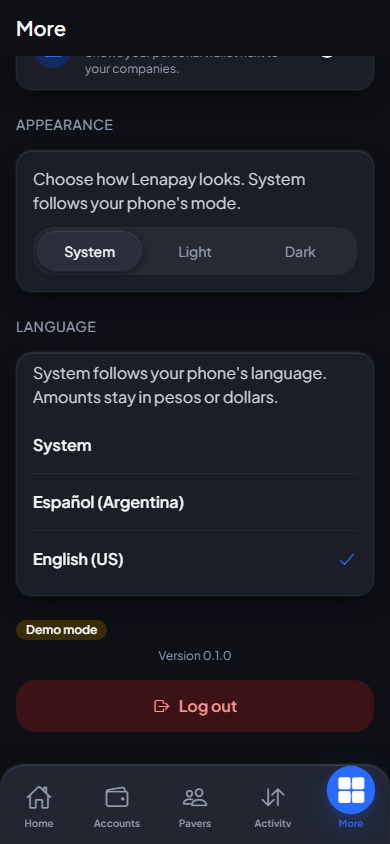 More
your companies.
APPEARANCE
Choose how Lenapay looks. System
follows your phone's mode.
System
Light
Dark
LANGUAGE
System follows your phone's language.
Amounts stay in pesos or dollars.
System
Español (Argentina)
English (US)
Demo mode
Version 0.1.0
Log out
Home
Accounts
Payers
Activity
More